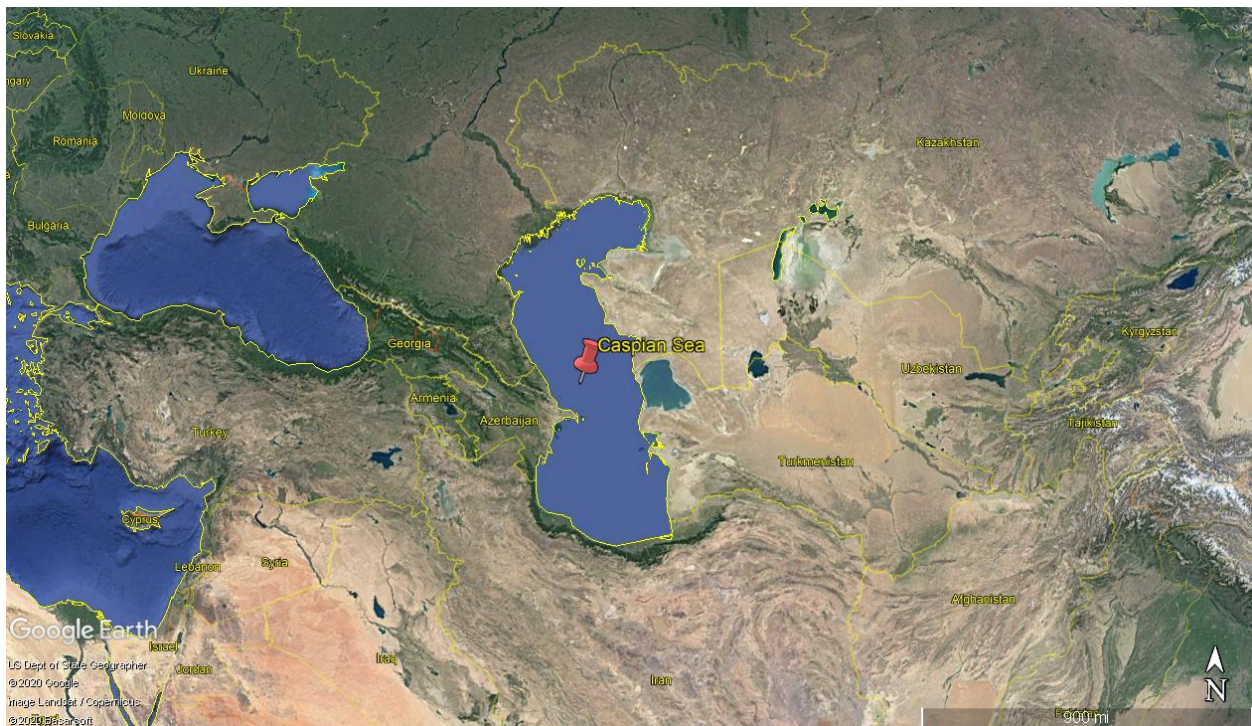 Slovakia
ngary
Ukraine
Moldova
Romania
Kazakhstan
Bulgaria
Georgia
Caspian Sea
Kyrgyzstan
Uzbekistan
Armenia
Azerbaijan
Tajikistan
Turkey
Turkmenistan
Cyprus
Syria
Lebanon
Afghanistan
Google Earth
Israel
Iraq
US Dept of State Geographer
Jordan
Iran
© 2020 Google
Image Landsat / Copernicus
© 2020 Basarsoft
900 mi
N